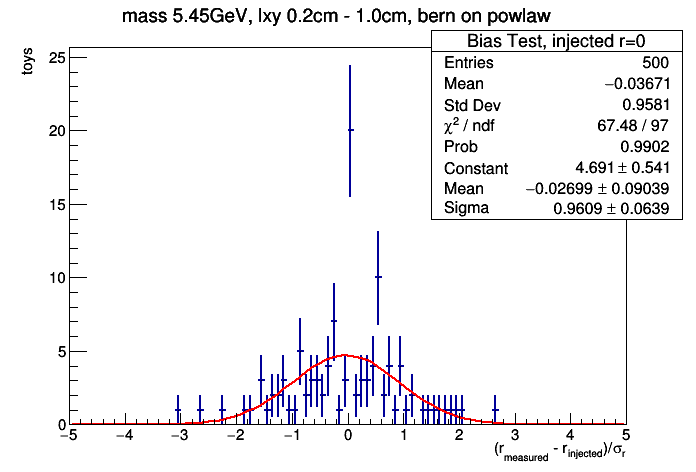 mass 5.45GeV, lxy 0.2cm - 1.0cm, bern on powlaw
Bias Test, injected r=0
Entries 500
Mean −0.03671
Std Dev 0.9581
χ² / ndf 67.48 / 97
Prob 0.9902
Constant 4.691 ± 0.541
Mean −0.02699 ± 0.09039
Sigma 0.9609 ± 0.0639
toys
25
20
15
10
5
0
−5 −4 −3 −2 −1 0 1 2 3 4 5
(r_measured - r_injected)/σ_r